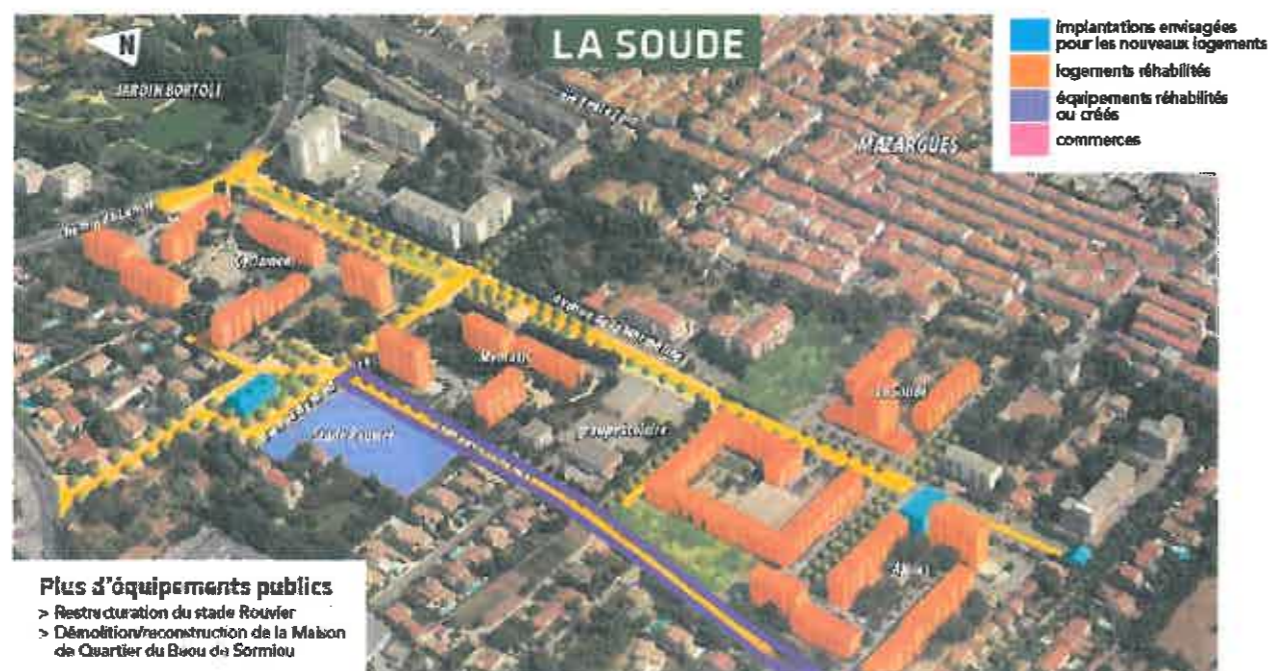 LA SOUDE
N
JARDIN BORTOLI
MAZARGUES
implantations envisagées
pour les nouveaux logements
logements réhabilités
équipements réhabilités
ou créés
commerces
groupe scolaire
La Soude
Plus d'équipements publics
> Restructuration du stade Rouvier
> Démolition/reconstruction de la Maison
de Quartier du Baou de Sormiou